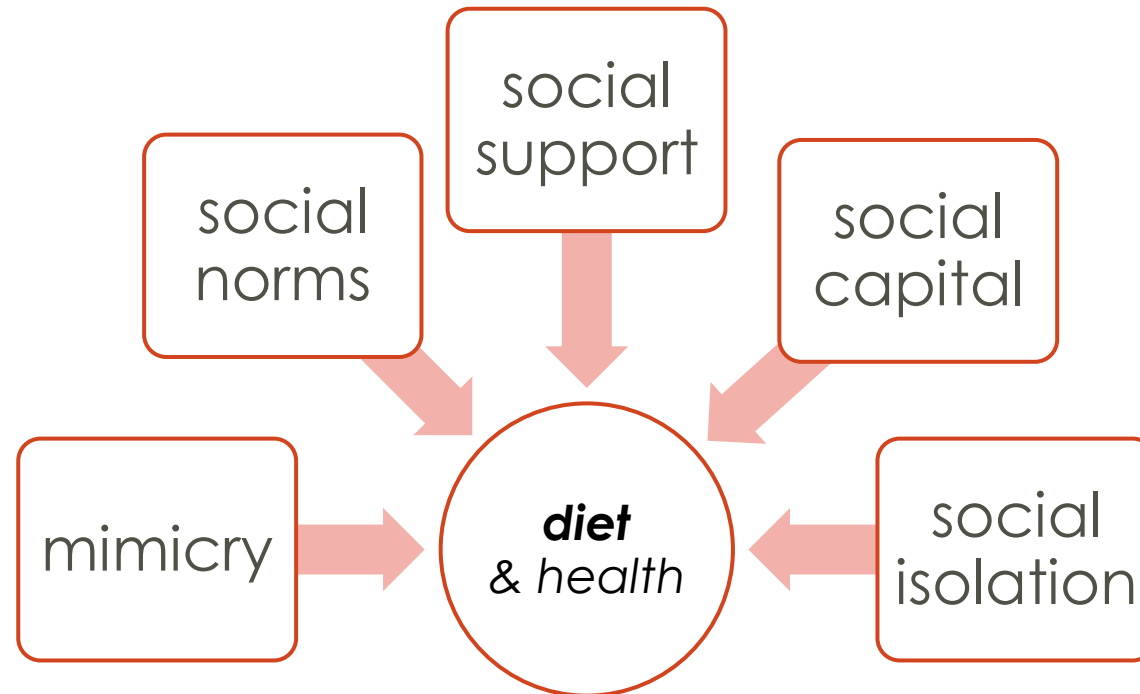 mimicry
social
norms
social
support
social
capital
social
isolation
diet
& health